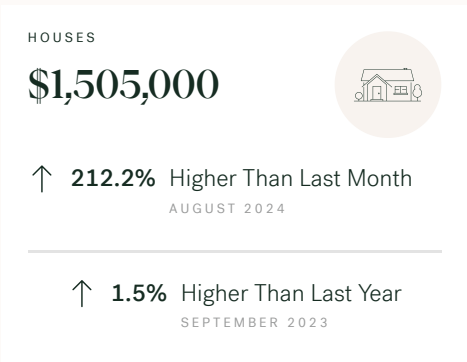 HOUSES
$1,505,000
212.2% Higher Than Last Month
AUGUST 2024
1.5% Higher Than Last Year
SEPTEMBER 2023